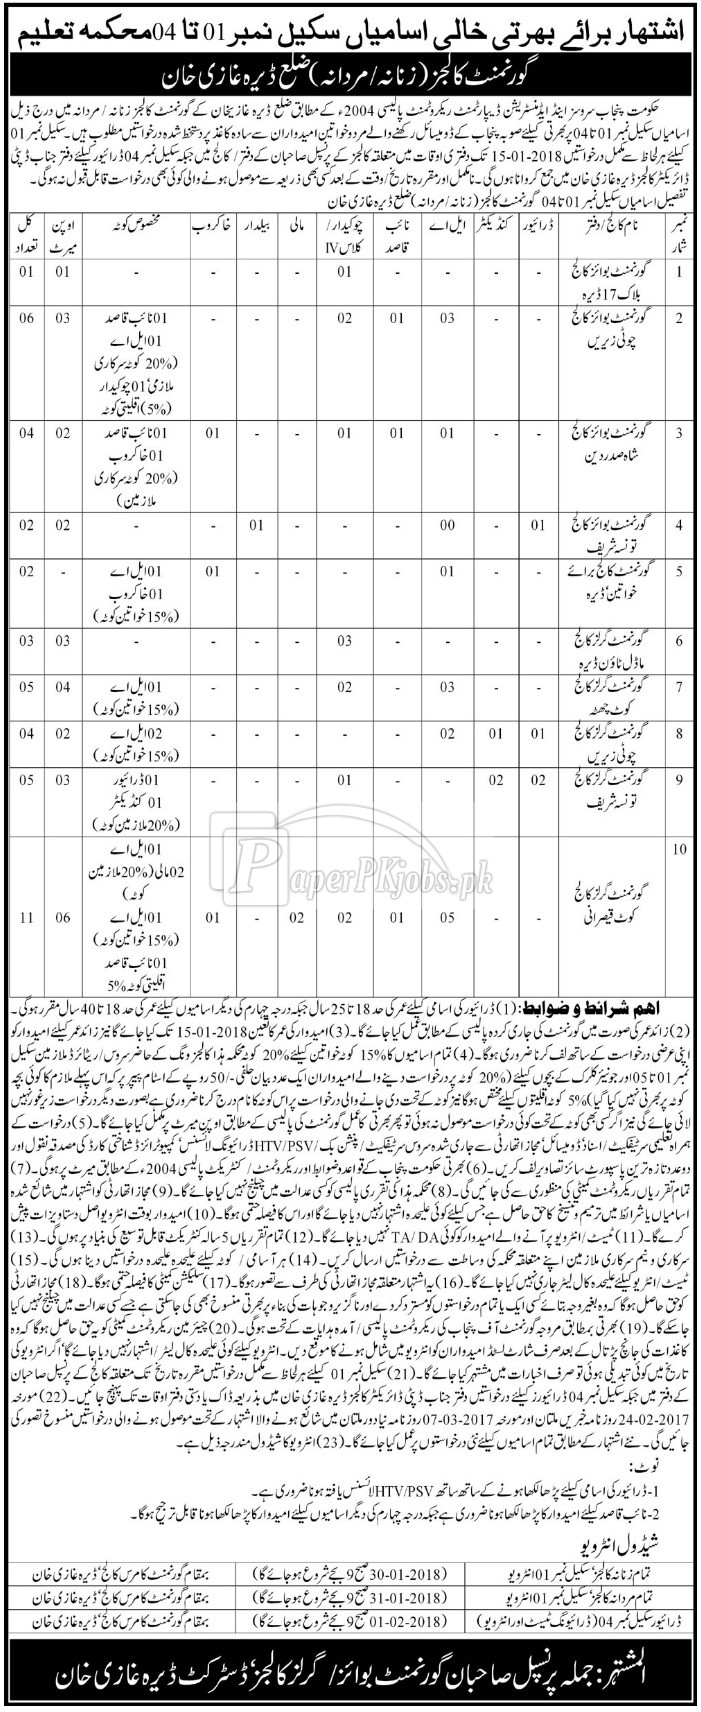 اشتہار برائے بھرتی خالی اسامیاں سکیل نمبر 01 تا 04 محکمہ تعلیم
گورنمنٹ کالجز (زنانہ/مردانہ) ضلع ڈیرہ غازی خان
حکومت پنجاب سروسز اینڈ ایڈمنسٹریشن ڈیپارٹمنٹ ریکروٹمنٹ پالیسی 2004ء کے مطابق ضلع ڈیرہ غازیخان کے گورنمنٹ کالجز زنانہ/مردانہ میں درج ذیل
اسامیاں سکیل نمبر 01 تا 04 پر بھرتی کیلئے صوبہ پنجاب کے ڈومیسائل رکھنے والے مرد و خواتین امیدواران سے سادہ کاغذ پر دستخط شدہ درخواستیں مطلوب ہیں۔ سکیل نمبر 01
کیلئے ہر لحاظ سے مکمل درخواستیں 15-01-2018 تک دفتری اوقات میں متعلقہ کالجز کے پرنسپل صاحبان کے دفتر/کالج میں جبکہ سکیل نمبر 04 ڈرائیور کیلئے دفتر جناب ڈپٹی
ڈائریکٹر کالجز ڈیرہ غازی خان میں جمع کروانا ہوں گی۔ نامکمل اور مقررہ تاریخ/وقت کے بعد کسی بھی ذریعہ سے موصول ہونے والی کوئی بھی درخواست قابل قبول نہ ہوگی۔
تفصیل اسامیاں سکیل نمبر 01 تا 04 گورنمنٹ کالجز (زنانہ/مردانہ) ضلع ڈیرہ غازی خان
نمبر شمار | نام کالج/دفتر | ڈرائیور | کنڈیکٹر | ایل اے | نائب قاصد | چوکیدار/کلاس IV | مالی | بیلدار | خاکروب | مخصوص کوٹہ | اوپن میرٹ | کل تعداد
1 | گورنمنٹ بوائز کالج بلاک 17 ڈیرہ | - | - | - | - | 01 | - | - | - | - | 01 | 01
2 | گورنمنٹ بوائز کالج چوٹی زیریں | - | - | 03 | 01 | 02 | - | - | - | 01 نائب قاصد 01 ایل اے (20% کوٹہ سرکاری ملازمی، 01 چوکیدار (5%) اقلیتی کوٹہ | 03 | 06
3 | گورنمنٹ بوائز کالج شاہ صدر دین | - | - | 01 | 01 | 01 | - | - | 01 | 01 نائب قاصد 01 خاکروب (20% کوٹہ سرکاری ملازمین) | 02 | 04
4 | گورنمنٹ بوائز کالج تونسہ شریف | 01 | - | 00 | - | - | - | 01 | - | - | 02 | 02
5 | گورنمنٹ کالج برائے خواتین، ڈیرہ | - | - | 01 | - | - | - | - | 01 | 01 ایل اے 01 خاکروب (15% خواتین کوٹہ) | - | 02
6 | گورنمنٹ گرلز کالج ماڈل ٹاؤن ڈیرہ | - | - | - | - | 03 | - | - | - | - | 03 | 03
7 | گورنمنٹ گرلز کالج کوٹ چھٹہ | - | - | 03 | - | 02 | - | - | - | 01 ایل اے (15% خواتین کوٹہ) | 04 | 05
8 | گورنمنٹ گرلز کالج چوٹی زیریں | 01 | 01 | 02 | - | - | - | - | - | 02 ایل اے (15% خواتین کوٹہ) | 02 | 04
9 | گورنمنٹ گرلز کالج تونسہ شریف | 02 | 02 | - | - | 01 | - | - | - | 01 ڈرائیور 01 کنڈیکٹر (20% ملازمین کوٹہ) | 03 | 05
10 | گورنمنٹ گرلز کالج کوٹ قیصرانی | - | - | 05 | 01 | 02 | 02 | - | 01 | 01 ایل اے 02 مالی (20% ملازمین کوٹہ) 01 ایل اے (15% خواتین کوٹہ) 01 نائب قاصد اقلیتی کوٹہ 5% | 06 | 11
PaperPKjobs.pk
اہم شرائط و ضوابط: (1) ڈرائیور کی اسامی کیلئے عمر کی حد 18 تا 25 سال جبکہ درجہ چہارم کی دیگر اسامیوں کیلئے عمر کی حد 18 تا 40 سال مقرر ہوگی۔
(2) زائد عمر کی صورت میں گورنمنٹ کی جاری کردہ پالیسی کے مطابق عمل کیا جائے گا۔ (3) امیدوار کی عمر کا تعین 15-01-2018 تک کیا جائے گا نیز زائد عمر کیلئے امیدوار کو
اپنی عرضی درخواست کے ساتھ لف کرنا ضروری ہوگا۔ (4) تمام اسامیوں کا 15% کوٹہ خواتین کیلئے 20% کوٹہ محکمہ ہذا کالجز ونگ کے حاضر سروس/ریٹائرڈ ملازمین سکیل
نمبر 01 تا 05 اور جونیئر کلرک کے بچوں کیلئے (20% کوٹہ پر درخواست دینے والے امیدواران ایک عدد بیان حلفی -/50 روپے کے اسٹام پیپر پر کہ اس پہلے ملازم کا کوئی بچہ
کوٹہ پر بھرتی نہیں کیا گیا) 5% کوٹہ اقلیتوں کیلئے مختص ہوگا نیز کوٹہ کے تحت دی جانے والی درخواست پر اس کوٹہ کا نام درج کرنا ضروری ہے بصورت دیگر درخواست زیر غور نہیں
لائی جائے گی نیز اگر کسی بھی کوٹہ کے تحت کوئی درخواست موصول نہ ہوئی تو پھر بھرتی کا عمل گورنمنٹ کی پالیسی کے مطابق اوپن میرٹ پر مکمل کیا جائے گا۔ (5) درخواست کے
ہمراہ تعلیمی سرٹیفکیٹ/اسناد، ڈومیسائل، مجاز اتھارٹی سے جاری شدہ سروس سرٹیفکیٹ/پنشن بک/HTV/PSV ڈرائیونگ لائسنس، کمپیوٹرائزڈ شناختی کارڈ کی مصدقہ نقول اور
دو عدد تازہ ترین پاسپورٹ سائز تصاویر لف کریں۔ (6) بھرتی حکومت پنجاب کے قواعد و ضوابط اور ریکروٹمنٹ/کنٹریکٹ پالیسی 2004ء کے مطابق میرٹ پر ہوگی۔ (7)
تمام تقرریاں ریکروٹمنٹ کمیٹی کی منظوری سے کی جائیں گی۔ (8) محکمہ ہذا کی تقرری پالیسی کو کسی عدالت میں چیلنج نہیں کیا جائے گا۔ (9) مجاز اتھارٹی کو اشتہار میں شائع شدہ
اسامیاں یا شرائط میں ترمیم و تنسیخ کا حق حاصل ہے جس کیلئے کوئی علیحدہ اشتہار نہیں دیا جائے گا اور اس کا فیصلہ حتمی ہوگا۔ (10) امیدوار بوقت انٹرویو اصل دستاویزات پیش
کرے گا۔ (11) ٹیسٹ/انٹرویو پر آنے والے امیدوار کو کوئی TA/DA نہیں دیا جائے گا۔ (12) تمام تقرریاں 5 سالہ کنٹریکٹ قابل توسیع کی بنیاد پر ہوں گی۔ (13)
سرکاری و نیم سرکاری ملازمین اپنے متعلقہ محکمہ کی وساطت سے درخواستیں ارسال کریں۔ (14) ہر آسامی/کوٹہ کیلئے علیحدہ علیحدہ درخواستیں دینا ہوں گی۔ (15)
ٹیسٹ/انٹرویو کیلئے علیحدہ کال لیٹر جاری نہیں کیا جائے گا۔ (16) یہ اشتہار متعلقہ مجاز اتھارٹی کی طرف سے تصور ہوگا۔ (17) سلیکشن کمیٹی کا فیصلہ حتمی ہوگا۔ (18) مجاز اتھارٹی
کو حق حاصل ہوگا کہ وہ بغیر وجہ بتائے کسی ایک یا تمام درخواستوں کو مسترد کر دے اور ناگزیر وجوہات کی بناء پر بھرتی منسوخ بھی کی جاسکتی ہے جسے کسی عدالت میں چیلنج نہیں کیا
جاسکے گا۔ (19) بھرتی بمطابق مروجہ گورنمنٹ آف پنجاب کی ریکروٹمنٹ پالیسی/آمدہ ہدایات کے تحت ہوگی۔ (20) چیئرمین ریکروٹمنٹ کمیٹی کو یہ حق حاصل ہوگا کہ وہ
کاغذات کی جانچ پڑتال کے بعد صرف شارٹ لسٹڈ امیدواران کو انٹرویو میں شامل ہونے کا موقع دیں۔ انٹرویو کیلئے کوئی علیحدہ کال لیٹر/اشتہار نہیں دیا جائے گا، اگر انٹرویو کی
تاریخ میں کوئی تبدیلی ہوئی تو صرف اخبارات میں مشتہر کیا جائے گا۔ (21) سکیل نمبر 01 کیلئے ہر لحاظ سے مکمل درخواستیں مقررہ تاریخ تک متعلقہ کالج کے پرنسپل صاحبان
کے دفتر میں جبکہ سکیل نمبر 04 ڈرائیورز کیلئے درخواستیں دفتر جناب ڈپٹی ڈائریکٹر کالجز ڈیرہ غازی خان میں بذریعہ ڈاک یا دستی دفتر اوقات تک پہنچ جائیں۔ (22) مورخہ
24-02-2017 روزنامہ خبریں ملتان اور مورخہ 07-03-2017 روزنامہ نیا دور ملتان میں شائع ہونے والا اشتہار کے تحت موصول ہونے والی درخواستیں منسوخ تصور کی
جائیں گی۔ نئے اشتہار کے مطابق تمام اسامیوں کیلئے نئی درخواستوں پر عمل کیا جائے گا۔ (23) انٹرویو کا شیڈول مندرجہ ذیل ہے۔
نوٹ:
1- ڈرائیور کی اسامی کیلئے پڑھا لکھا ہونے کے ساتھ ساتھ HTV/PSV لائسنس یافتہ ہونا ضروری ہے۔
2- نائب قاصد کیلئے امیدوار کا پڑھا لکھا ہونا ضروری ہے جبکہ درجہ چہارم کی دیگر اسامیوں کیلئے امیدوار کا پڑھا لکھا ہونا قابل ترجیح ہوگا۔
شیڈول انٹرویو
تمام زنانہ کالجز، سکیل نمبر 01 انٹرویو | (30-01-2018 صبح 9 بجے شروع ہو جائے گا) | بمقام گورنمنٹ کامرس کالج، ڈیرہ غازی خان
تمام مردانہ کالجز، سکیل نمبر 01 انٹرویو | (31-01-2018 صبح 9 بجے شروع ہو جائے گا) | بمقام گورنمنٹ کامرس کالج، ڈیرہ غازی خان
ڈرائیور سکیل نمبر 04 (ڈرائیونگ ٹیسٹ اور انٹرویو) | (01-02-2018 صبح 9 بجے شروع ہو جائے گا) | بمقام گورنمنٹ کامرس کالج، ڈیرہ غازی خان
المشتہر: جملہ پرنسپل صاحبان گورنمنٹ بوائز/گرلز کالجز، ڈسٹرکٹ ڈیرہ غازی خان